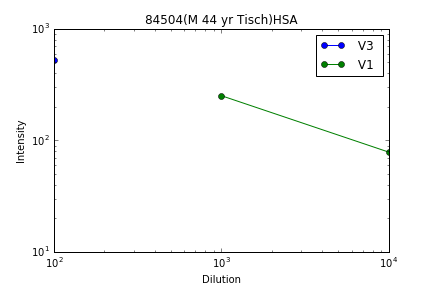 84504(M 44 yr Tisch)HSA
10³
V3
V1
Intensity
10²
10¹
10² 10³ 10⁴
Dilution